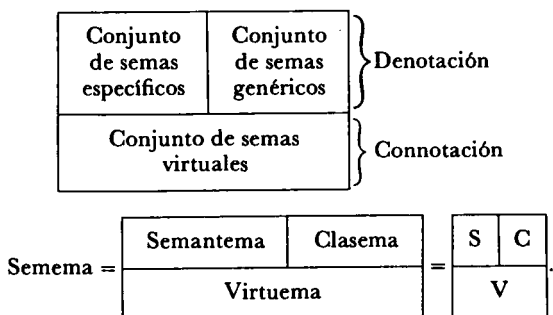 Conjunto Conjunto
de semas de semas Denotación
específicos genéricos
Conjunto de semas Connotación
virtuales
Semantema Clasema S C
Semema = = .
Virtuema V